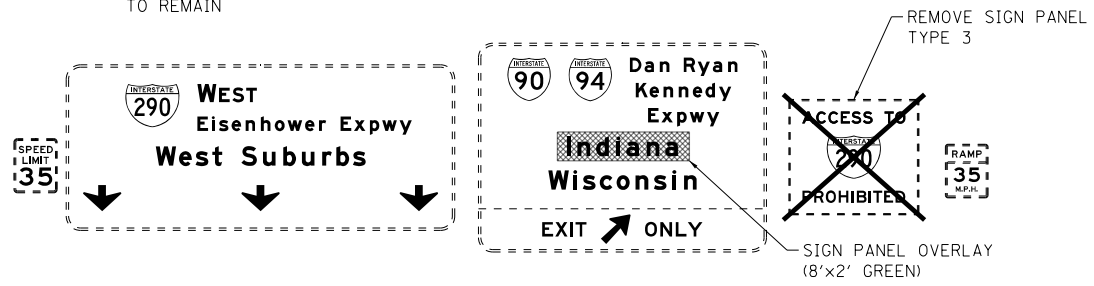 TO REMAIN
REMOVE SIGN PANEL
TYPE 3
SPEED
LIMIT
35
INTERSTATE
290
WEST
Eisenhower Expwy
West Suburbs
INTERSTATE
90
INTERSTATE
94
Dan Ryan
Kennedy
Expwy
Indiana
Wisconsin
EXIT ONLY
ACCESS TO
INTERSTATE
290
PROHIBITED
RAMP
35
M.P.H.
SIGN PANEL OVERLAY
(8'x2' GREEN)